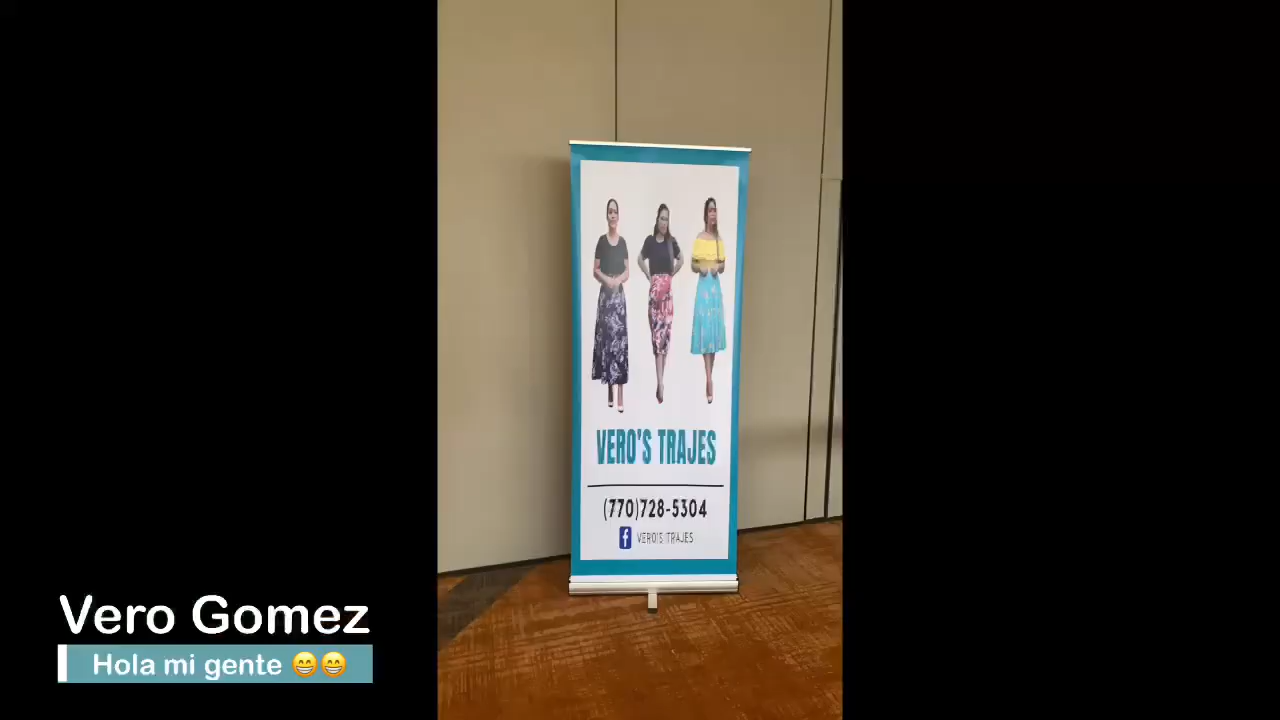 VERO'S TRAJES
(770)728-5304
f VERO'S TRAJES
Vero Gomez
Hola mi gente 😁😁